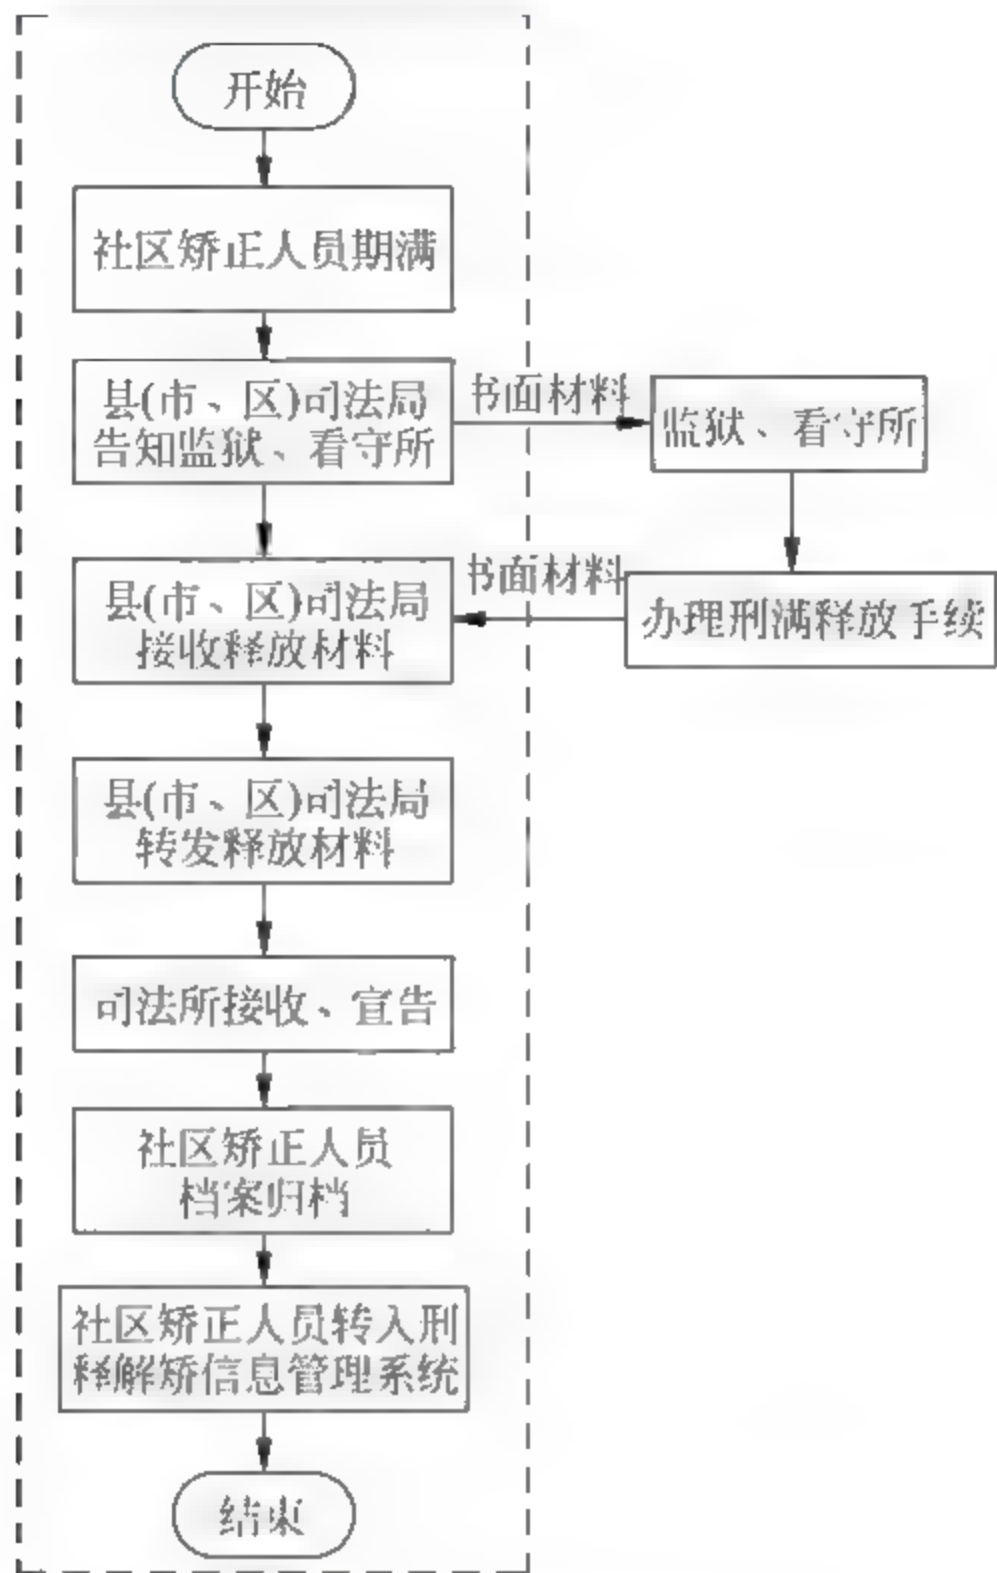 开始
社区矫正人员期满
县(市、区)司法局
告知监狱、看守所
书面材料
监狱、看守所
县(市、区)司法局
接收释放材料
书面材料
办理刑满释放手续
县(市、区)司法局
转发释放材料
司法所接收、宣告
社区矫正人员
档案归档
社区矫正人员转入刑
释解矫信息管理系统
结束